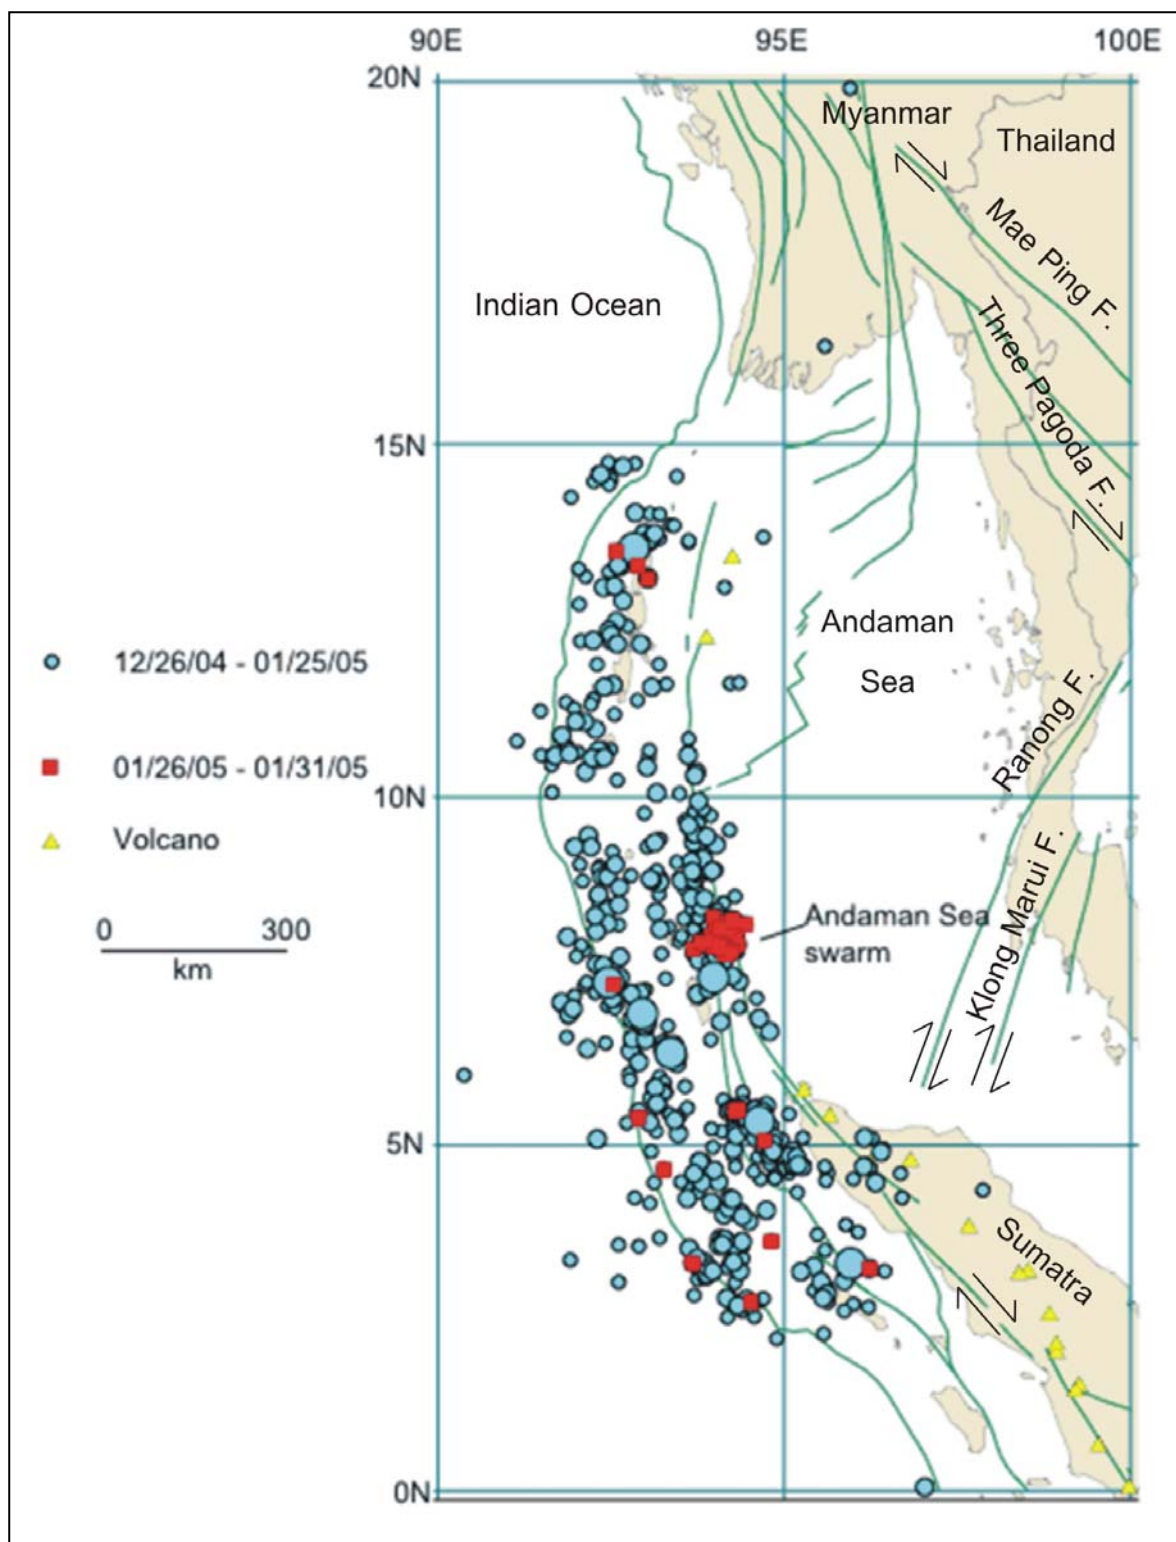 90E 95E 100E
20N
Myanmar
Thailand
Mae Ping F.
Indian Ocean
Three Pagoda F.
15N
Andaman
Sea
12/26/04 - 01/25/05
Ranong F.
01/26/05 - 01/31/05
10N
Volcano
Klong Marui F.
Andaman Sea
swarm
0 300
km
5N
Sumatra
0N